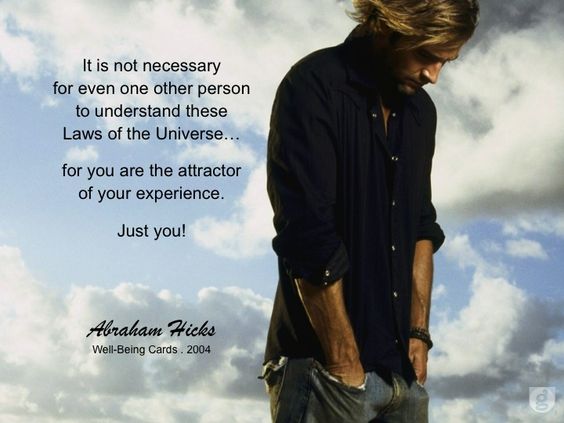 It is not necessary
for even one other person
to understand these
Laws of the Universe…
for you are the attractor
of your experience.
Just you!
Abraham Hicks
Well-Being Cards . 2004
g